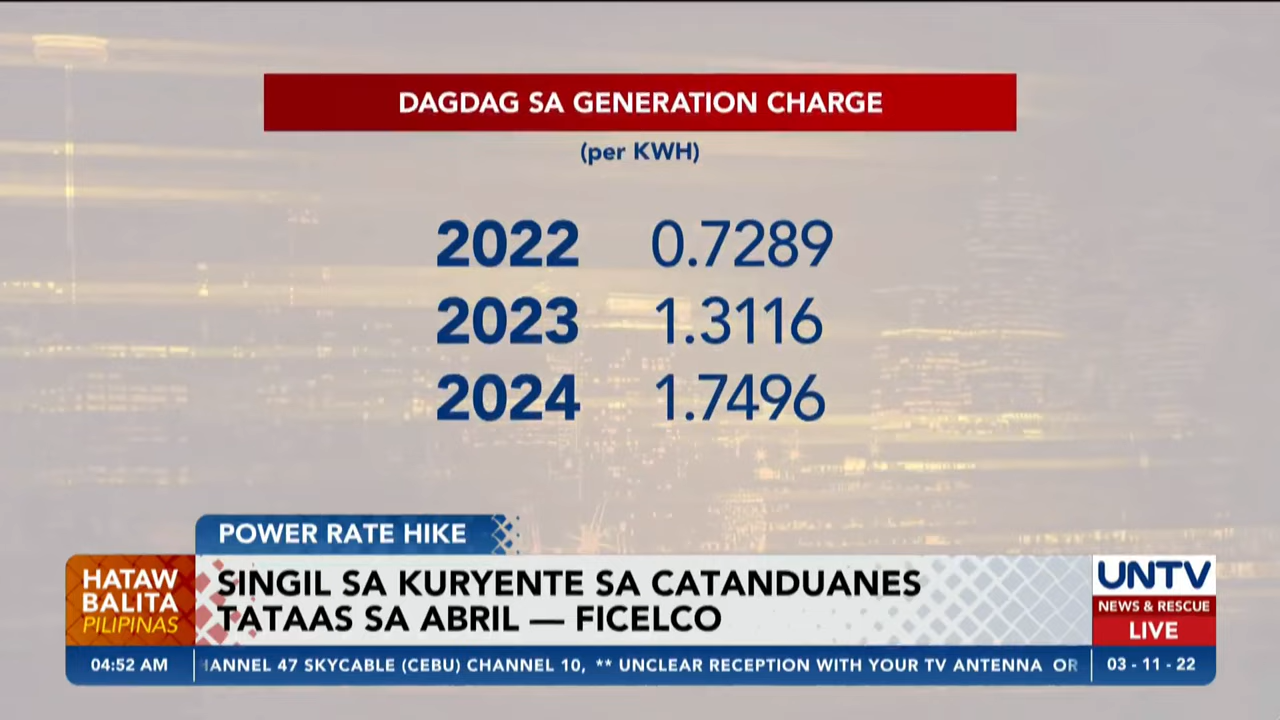 DAGDAG SA GENERATION CHARGE
(per KWH)
2022 0.7289
2023 1.3116
2024 1.7496
POWER RATE HIKE
HATAW
BALITA
PILIPINAS
SINGIL SA KURYENTE SA CATANDUANES
TATAAS SA ABRIL — FICELCO
UNTV
NEWS & RESCUE
LIVE
04:52 AM
HANNEL 47 SKYCABLE (CEBU) CHANNEL 10, ** UNCLEAR RECEPTION WITH YOUR TV ANTENNA OR
03 - 11 - 22